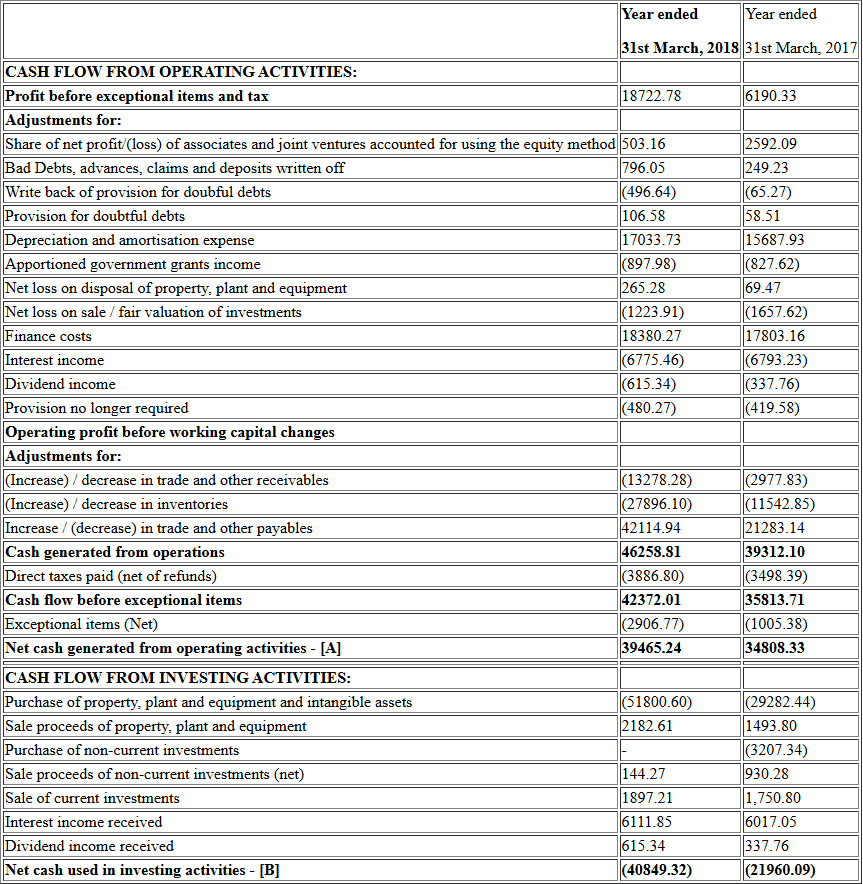 Year ended Year ended
31st March, 2018 31st March, 2017
CASH FLOW FROM OPERATING ACTIVITIES:
Profit before exceptional items and tax 18722.78 6190.33
Adjustments for:
Share of net profit/(loss) of associates and joint ventures accounted for using the equity method 503.16 2592.09
Bad Debts, advances, claims and deposits written off 796.05 249.23
Write back of provision for doubful debts (496.64) (65.27)
Provision for doubtful debts 106.58 58.51
Depreciation and amortisation expense 17033.73 15687.93
Apportioned government grants income (897.98) (827.62)
Net loss on disposal of property, plant and equipment 265.28 69.47
Net loss on sale / fair valuation of investments (1223.91) (1657.62)
Finance costs 18380.27 17803.16
Interest income (6775.46) (6793.23)
Dividend income (615.34) (337.76)
Provision no longer required (480.27) (419.58)
Operating profit before working capital changes
Adjustments for:
(Increase) / decrease in trade and other receivables (13278.28) (2977.83)
(Increase) / decrease in inventories (27896.10) (11542.85)
Increase / (decrease) in trade and other payables 42114.94 21283.14
Cash generated from operations 46258.81 39312.10
Direct taxes paid (net of refunds) (3886.80) (3498.39)
Cash flow before exceptional items 42372.01 35813.71
Exceptional items (Net) (2906.77) (1005.38)
Net cash generated from operating activities - [A] 39465.24 34808.33
CASH FLOW FROM INVESTING ACTIVITIES:
Purchase of property, plant and equipment and intangible assets (51800.60) (29282.44)
Sale proceeds of property, plant and equipment 2182.61 1493.80
Purchase of non-current investments - (3207.34)
Sale proceeds of non-current investments (net) 144.27 930.28
Sale of current investments 1897.21 1,750.80
Interest income received 6111.85 6017.05
Dividend income received 615.34 337.76
Net cash used in investing activities - [B] (40849.32) (21960.09)